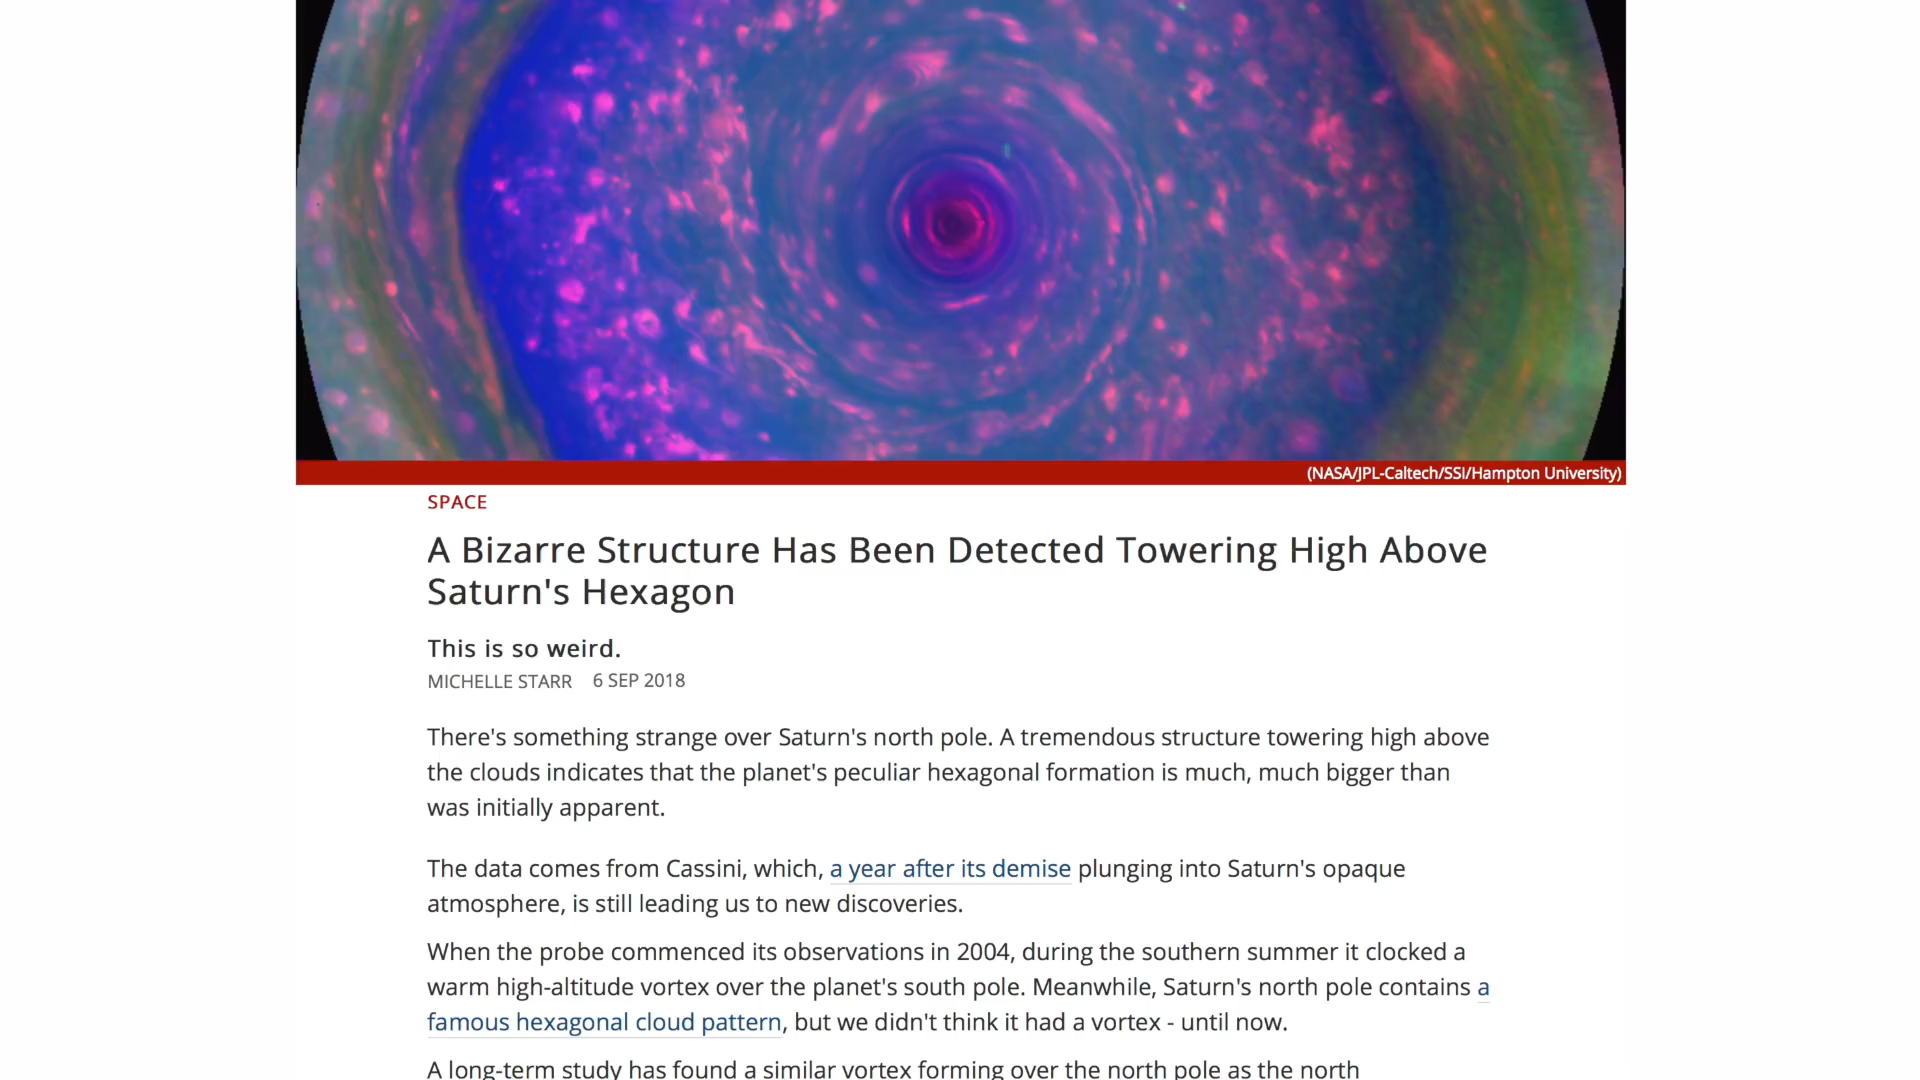 (NASA/JPL-Caltech/SSI/Hampton University)
SPACE
A Bizarre Structure Has Been Detected Towering High Above
Saturn's Hexagon
This is so weird.
MICHELLE STARR 6 SEP 2018
There's something strange over Saturn's north pole. A tremendous structure towering high above
the clouds indicates that the planet's peculiar hexagonal formation is much, much bigger than
was initially apparent.
The data comes from Cassini, which, a year after its demise plunging into Saturn's opaque
atmosphere, is still leading us to new discoveries.
When the probe commenced its observations in 2004, during the southern summer it clocked a
warm high-altitude vortex over the planet's south pole. Meanwhile, Saturn's north pole contains a
famous hexagonal cloud pattern, but we didn't think it had a vortex - until now.
A long-term study has found a similar vortex forming over the north pole as the north